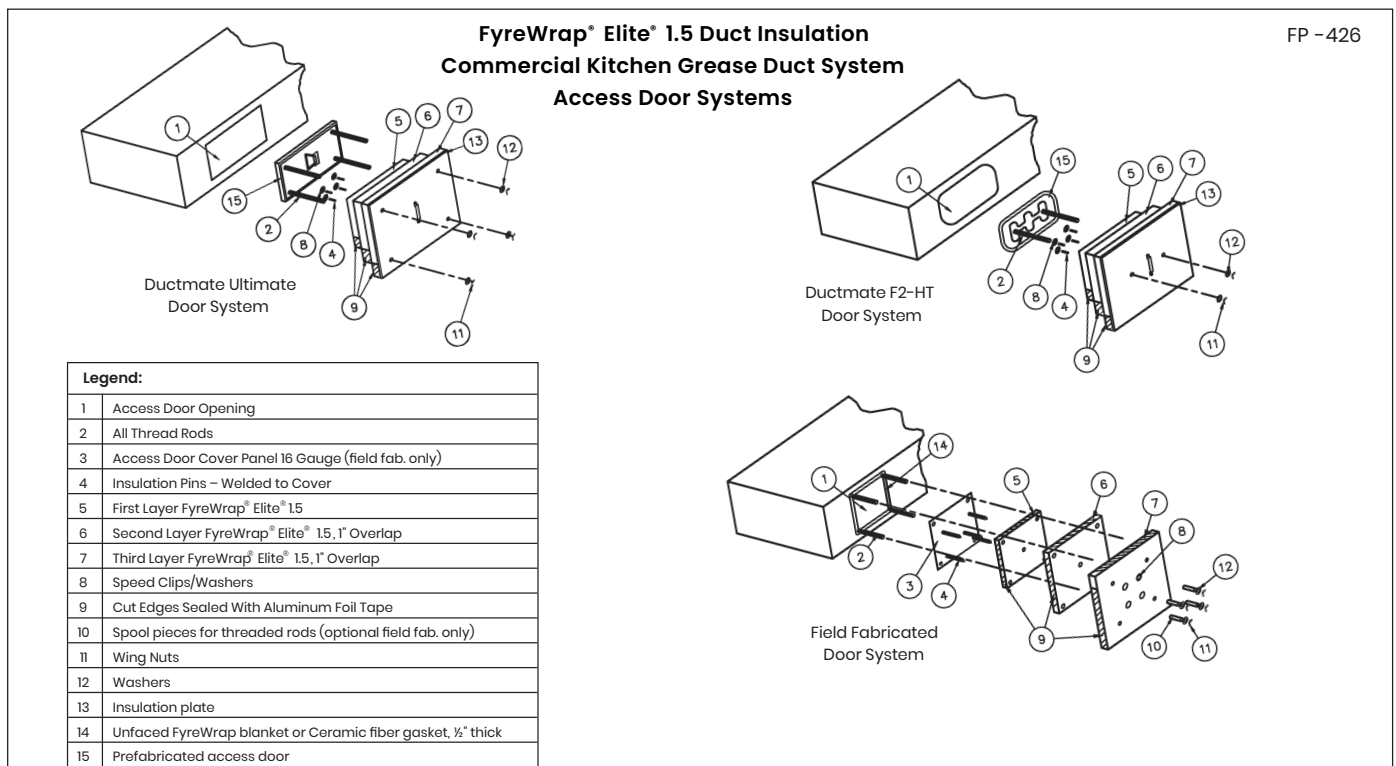 FyreWrap® Elite® 1.5 Duct Insulation
Commercial Kitchen Grease Duct System
Access Door Systems
FP -426
1
15
2
8
4
5
6
7
13
12
9
11
Ductmate Ultimate
Door System
1
15
2
8
4
5
6
7
13
12
9
11
Ductmate F2-HT
Door System
Legend:
1 Access Door Opening
2 All Thread Rods
3 Access Door Cover Panel 16 Gauge (field fab. only)
4 Insulation Pins – Welded to Cover
5 First Layer FyreWrap® Elite® 1.5
6 Second Layer FyreWrap® Elite® 1.5, 1" Overlap
7 Third Layer FyreWrap® Elite® 1.5, 1" Overlap
8 Speed Clips/Washers
9 Cut Edges Sealed With Aluminum Foil Tape
10 Spool pieces for threaded rods (optional field fab. only)
11 Wing Nuts
12 Washers
13 Insulation plate
14 Unfaced FyreWrap blanket or Ceramic fiber gasket, ½" thick
15 Prefabricated access door
1
14
2
3
4
5
6
7
8
12
9
10
11
Field Fabricated
Door System